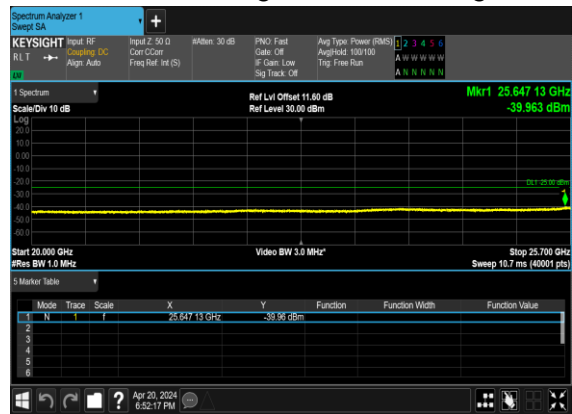 Spectrum Analyzer 1
Swept SA
+
KEYSIGHT Input: RF Input Z: 50 Ω #Atten: 30 dB PNO: Fast Avg Type: Power (RMS) 1 2 3 4 5 6
RLT Coupling: DC Corr CCorr Gate: Off Avg|Hold: 100/100 A W W W W W
Align: Auto Freq Ref: Int (S) IF Gain: Low Trig: Free Run
Sig Track: Off A N N N N N
1 Spectrum Ref Lvl Offset 11.60 dB Mkr1 25.647 13 GHz
Scale/Div 10 dB Ref Level 30.00 dBm -39.963 dBm
Log
20.0
10.0
0.00
-10.0
-20.0
DL1 -25.00 dBm
-30.0
-40.0
-50.0
-60.0
1
Start 20.000 GHz Video BW 3.0 MHz* Stop 25.700 GHz
#Res BW 1.0 MHz Sweep 10.7 ms (40001 pts)
5 Marker Table
Mode Trace Scale X Y Function Function Width Function Value
1 N 1 f 25.647 13 GHz -39.96 dBm
2
3
4
5
6
? Apr 20, 2024
6:52:17 PM